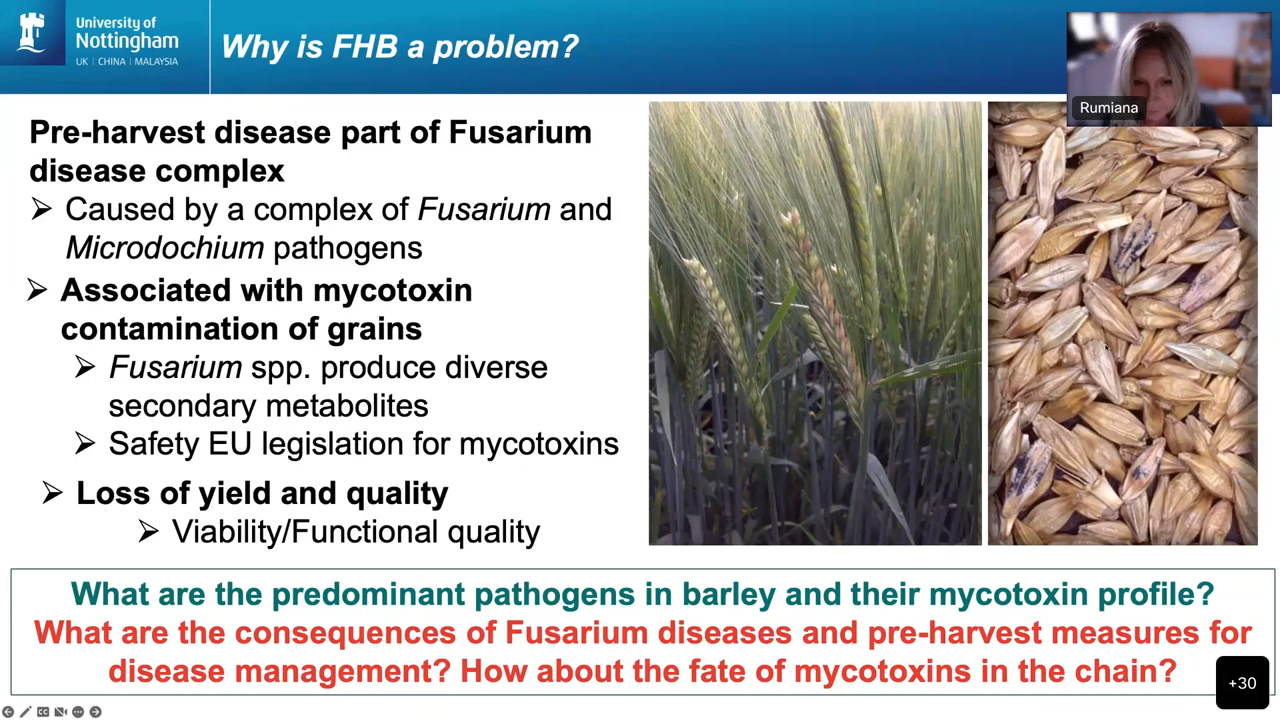 University of
Nottingham
UK | CHINA | MALAYSIA
Why is FHB a problem?
Rumiana
Pre-harvest disease part of Fusarium
disease complex
➢ Caused by a complex of Fusarium and
Microdochium pathogens
➢ Associated with mycotoxin
contamination of grains
➢ Fusarium spp. produce diverse
secondary metabolites
➢ Safety EU legislation for mycotoxins
➢ Loss of yield and quality
➢ Viability/Functional quality
What are the predominant pathogens in barley and their mycotoxin profile?
What are the consequences of Fusarium diseases and pre-harvest measures for
disease management? How about the fate of mycotoxins in the chain?
+30